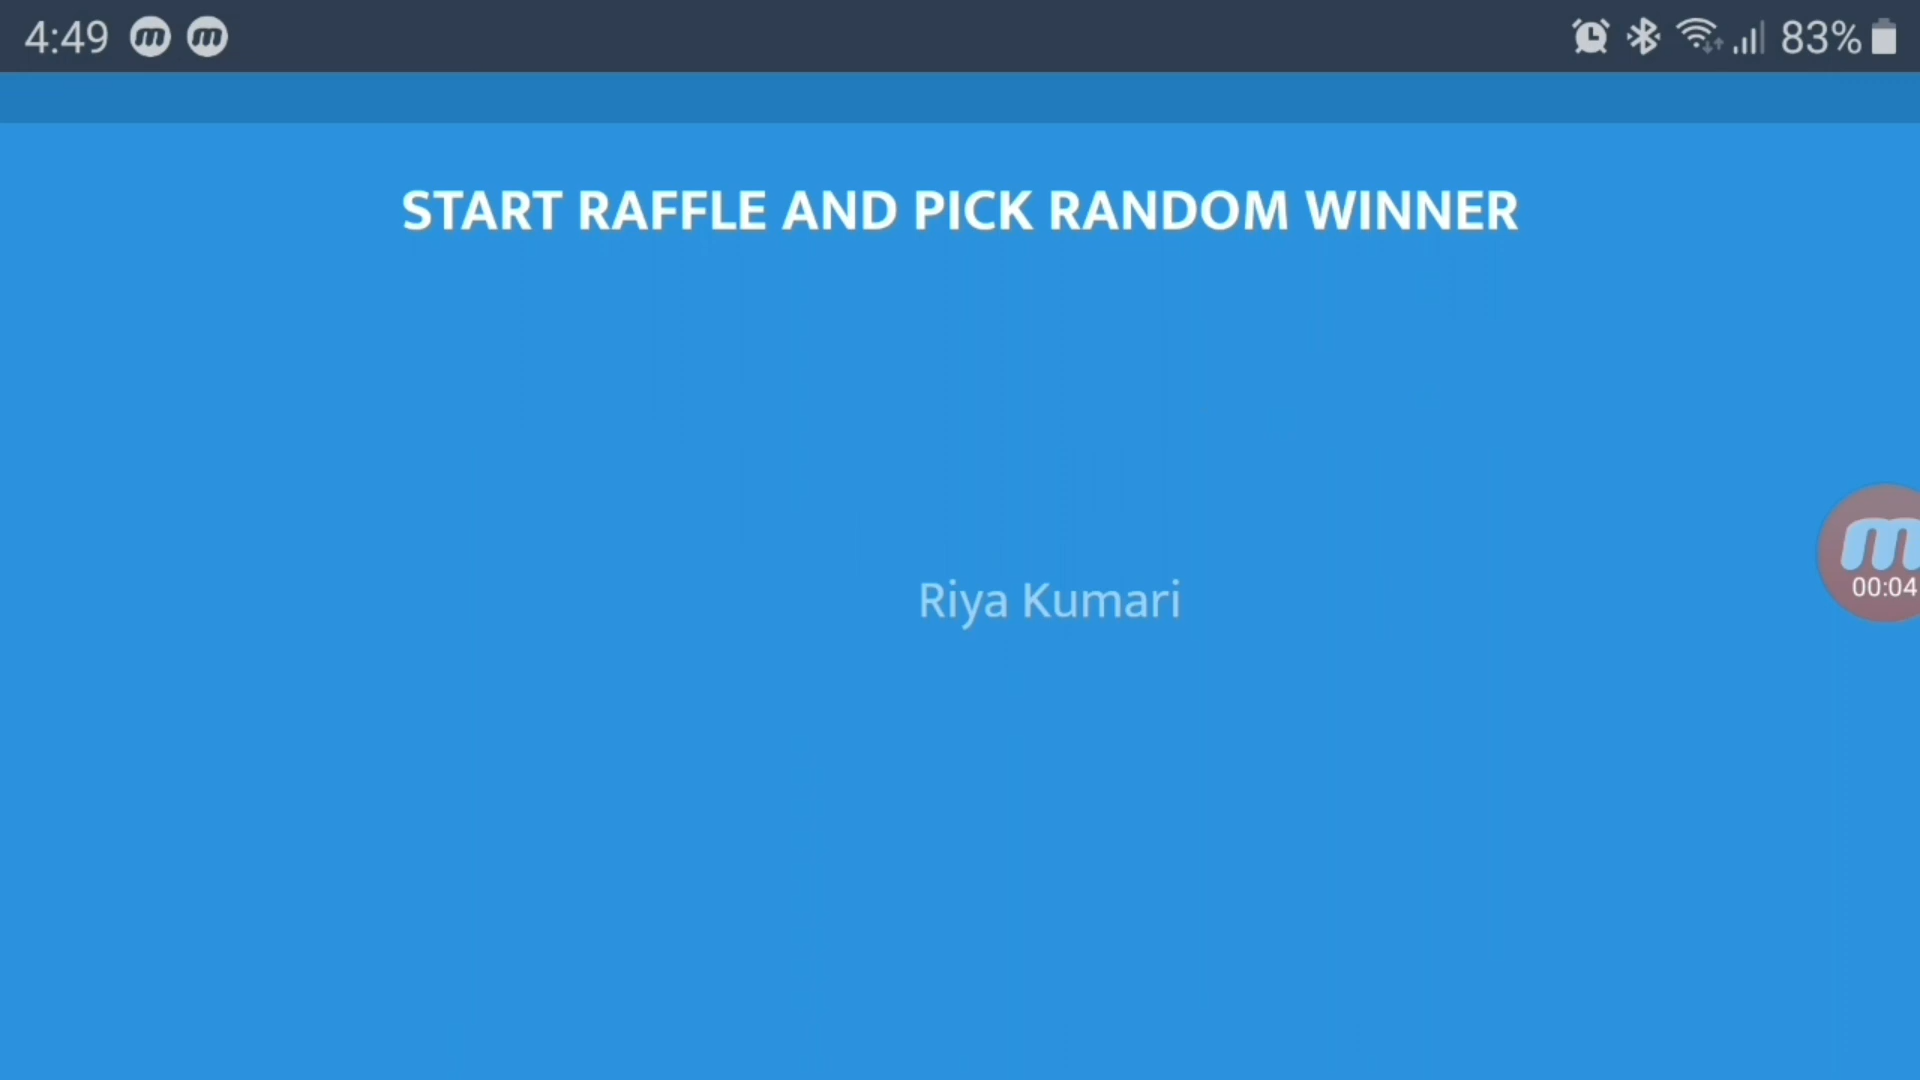 4:49 m m 83%
START RAFFLE AND PICK RANDOM WINNER
Riya Kumari
m
00:04